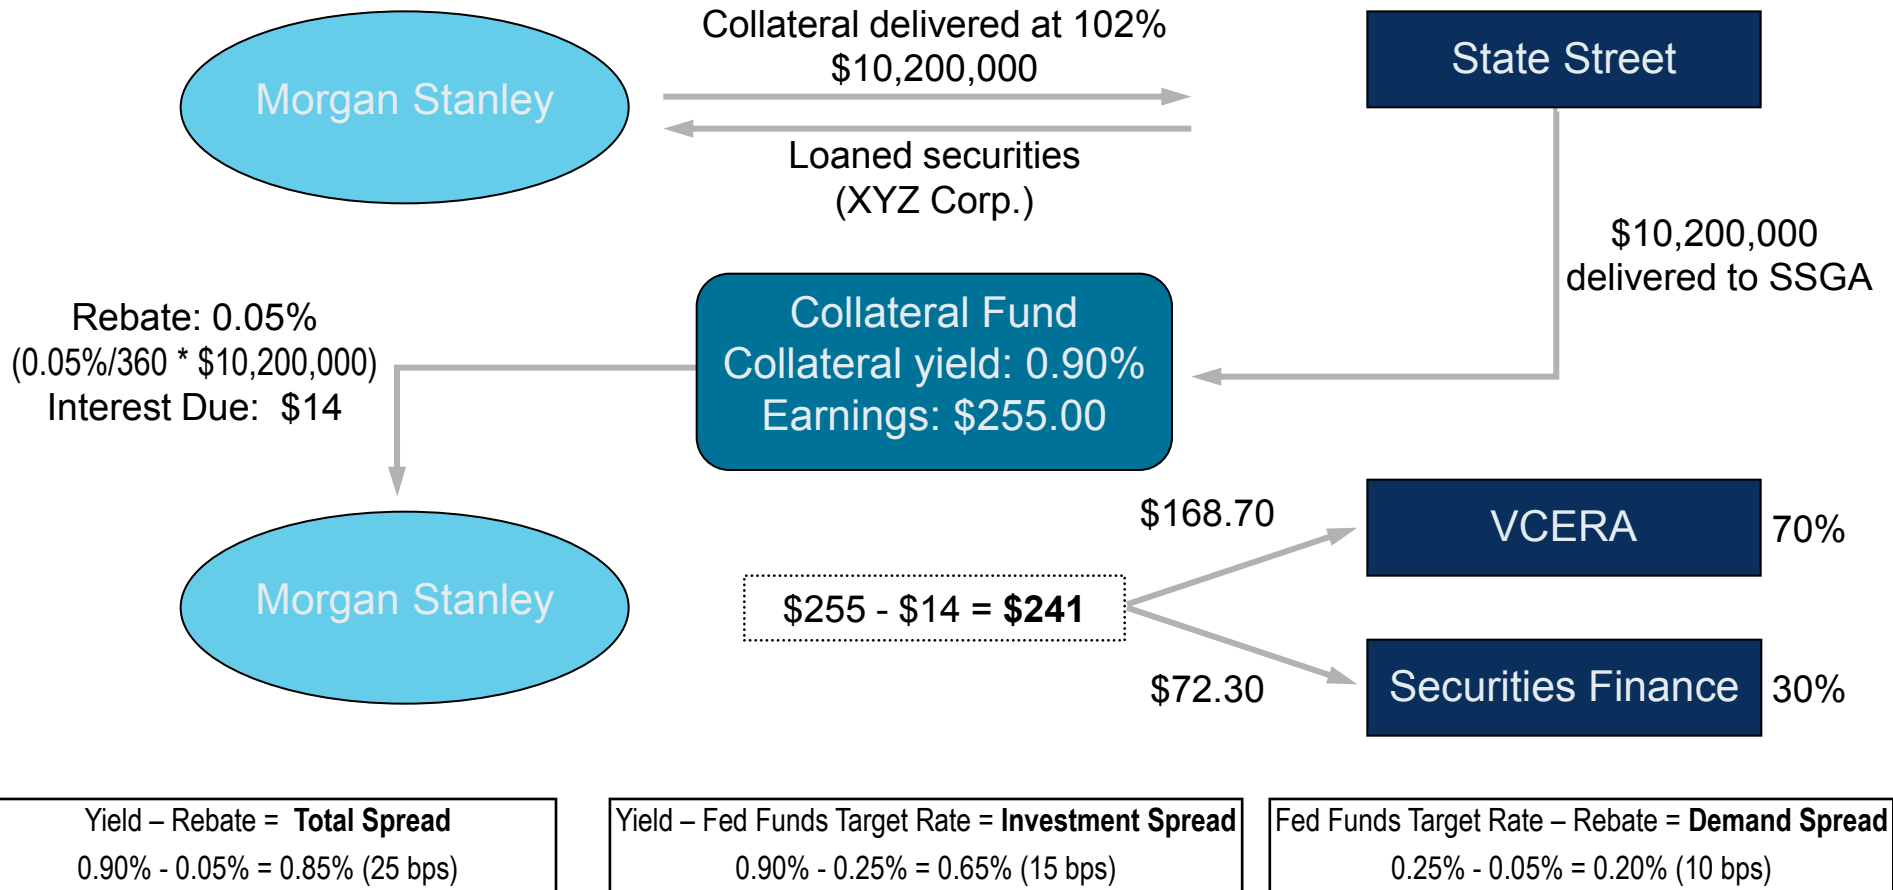 Collateral delivered at 102%
$10,200,000
Morgan Stanley
State Street
Loaned securities
(XYZ Corp.)
$10,200,000
delivered to SSGA
Rebate: 0.05%
(0.05%/360 * $10,200,000)
Interest Due:  $14
Collateral Fund
Collateral yield: 0.90%
Earnings: $255.00
Morgan Stanley
$255 - $14 = $241
$168.70
VCERA
70%
$72.30
Securities Finance
30%
Yield – Rebate =  Total Spread
0.90% - 0.05% = 0.85% (25 bps)
Yield – Fed Funds Target Rate = Investment Spread
0.90% - 0.25% = 0.65% (15 bps)
Fed Funds Target Rate – Rebate = Demand Spread
0.25% - 0.05% = 0.20% (10 bps)